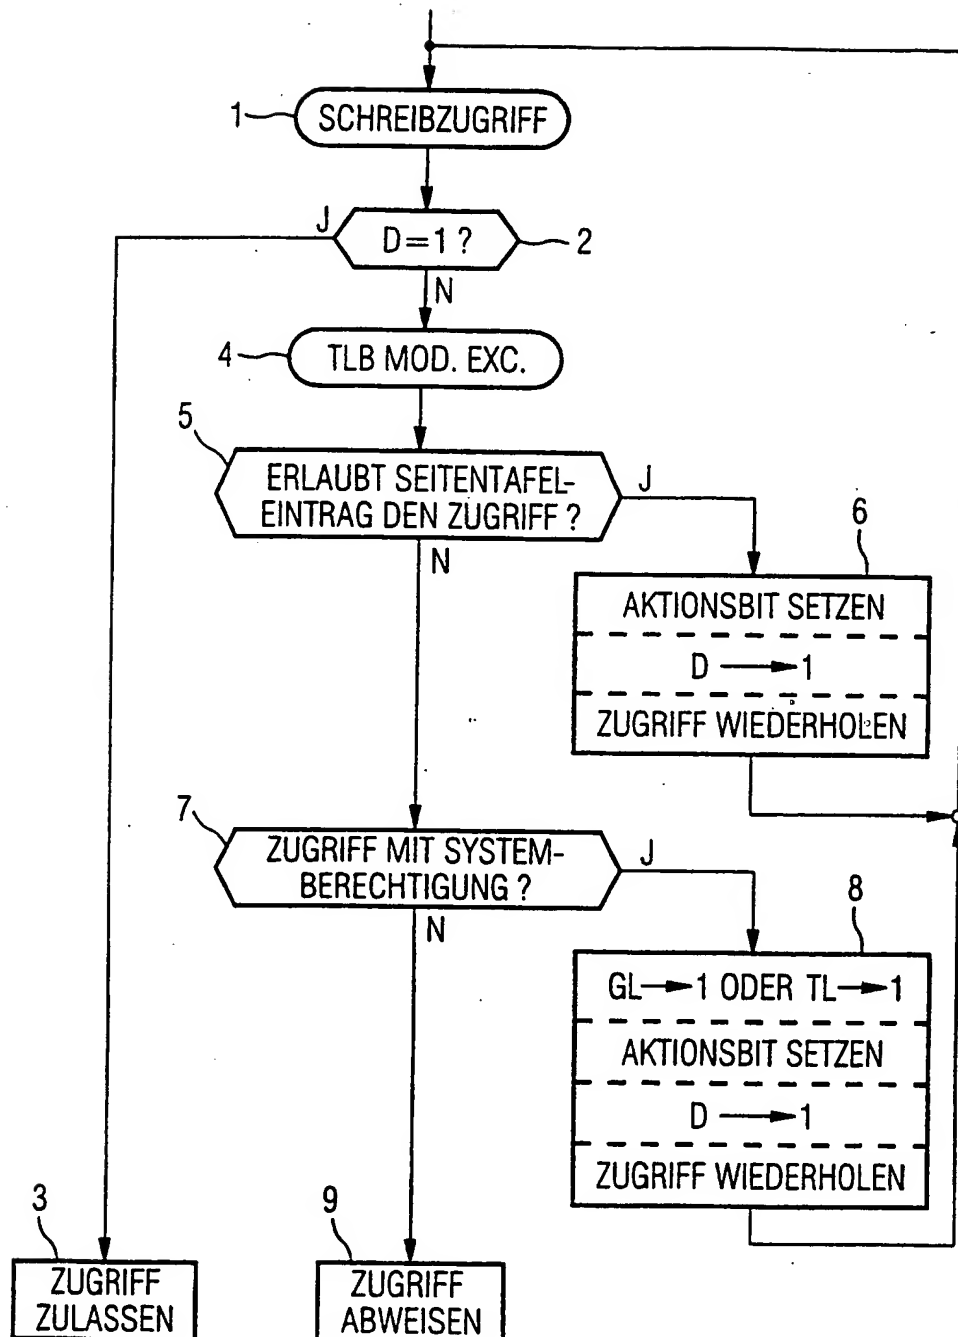 1 SCHREIBZUGRIFF
J
D=1 ?
2
N
4 TLB MOD. EXC.
5
ERLAUBT SEITENTAFEL-
EINTRAG DEN ZUGRIFF ?
J
N
6
AKTIONSBIT SETZEN
D → 1
ZUGRIFF WIEDERHOLEN
7
ZUGRIFF MIT SYSTEM-
BERECHTIGUNG ?
J
N
8
GL→1 ODER TL→1
AKTIONSBIT SETZEN
D → 1
ZUGRIFF WIEDERHOLEN
3
ZUGRIFF
ZULASSEN
9
ZUGRIFF
ABWEISEN